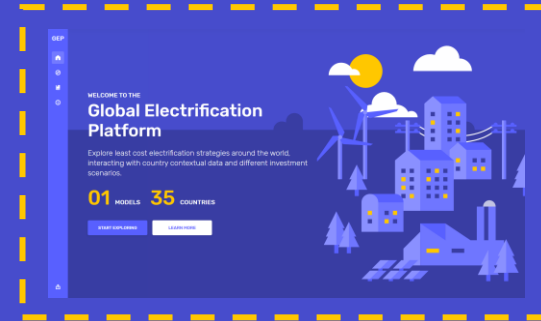 GEP
WELCOME TO THE
Global Electrification
Platform
Explore least cost electrification strategies around the world,
interacting with country contextual data and different investment
scenarios.
01 MODELS 35 COUNTRIES
START EXPLORING LEARN MORE